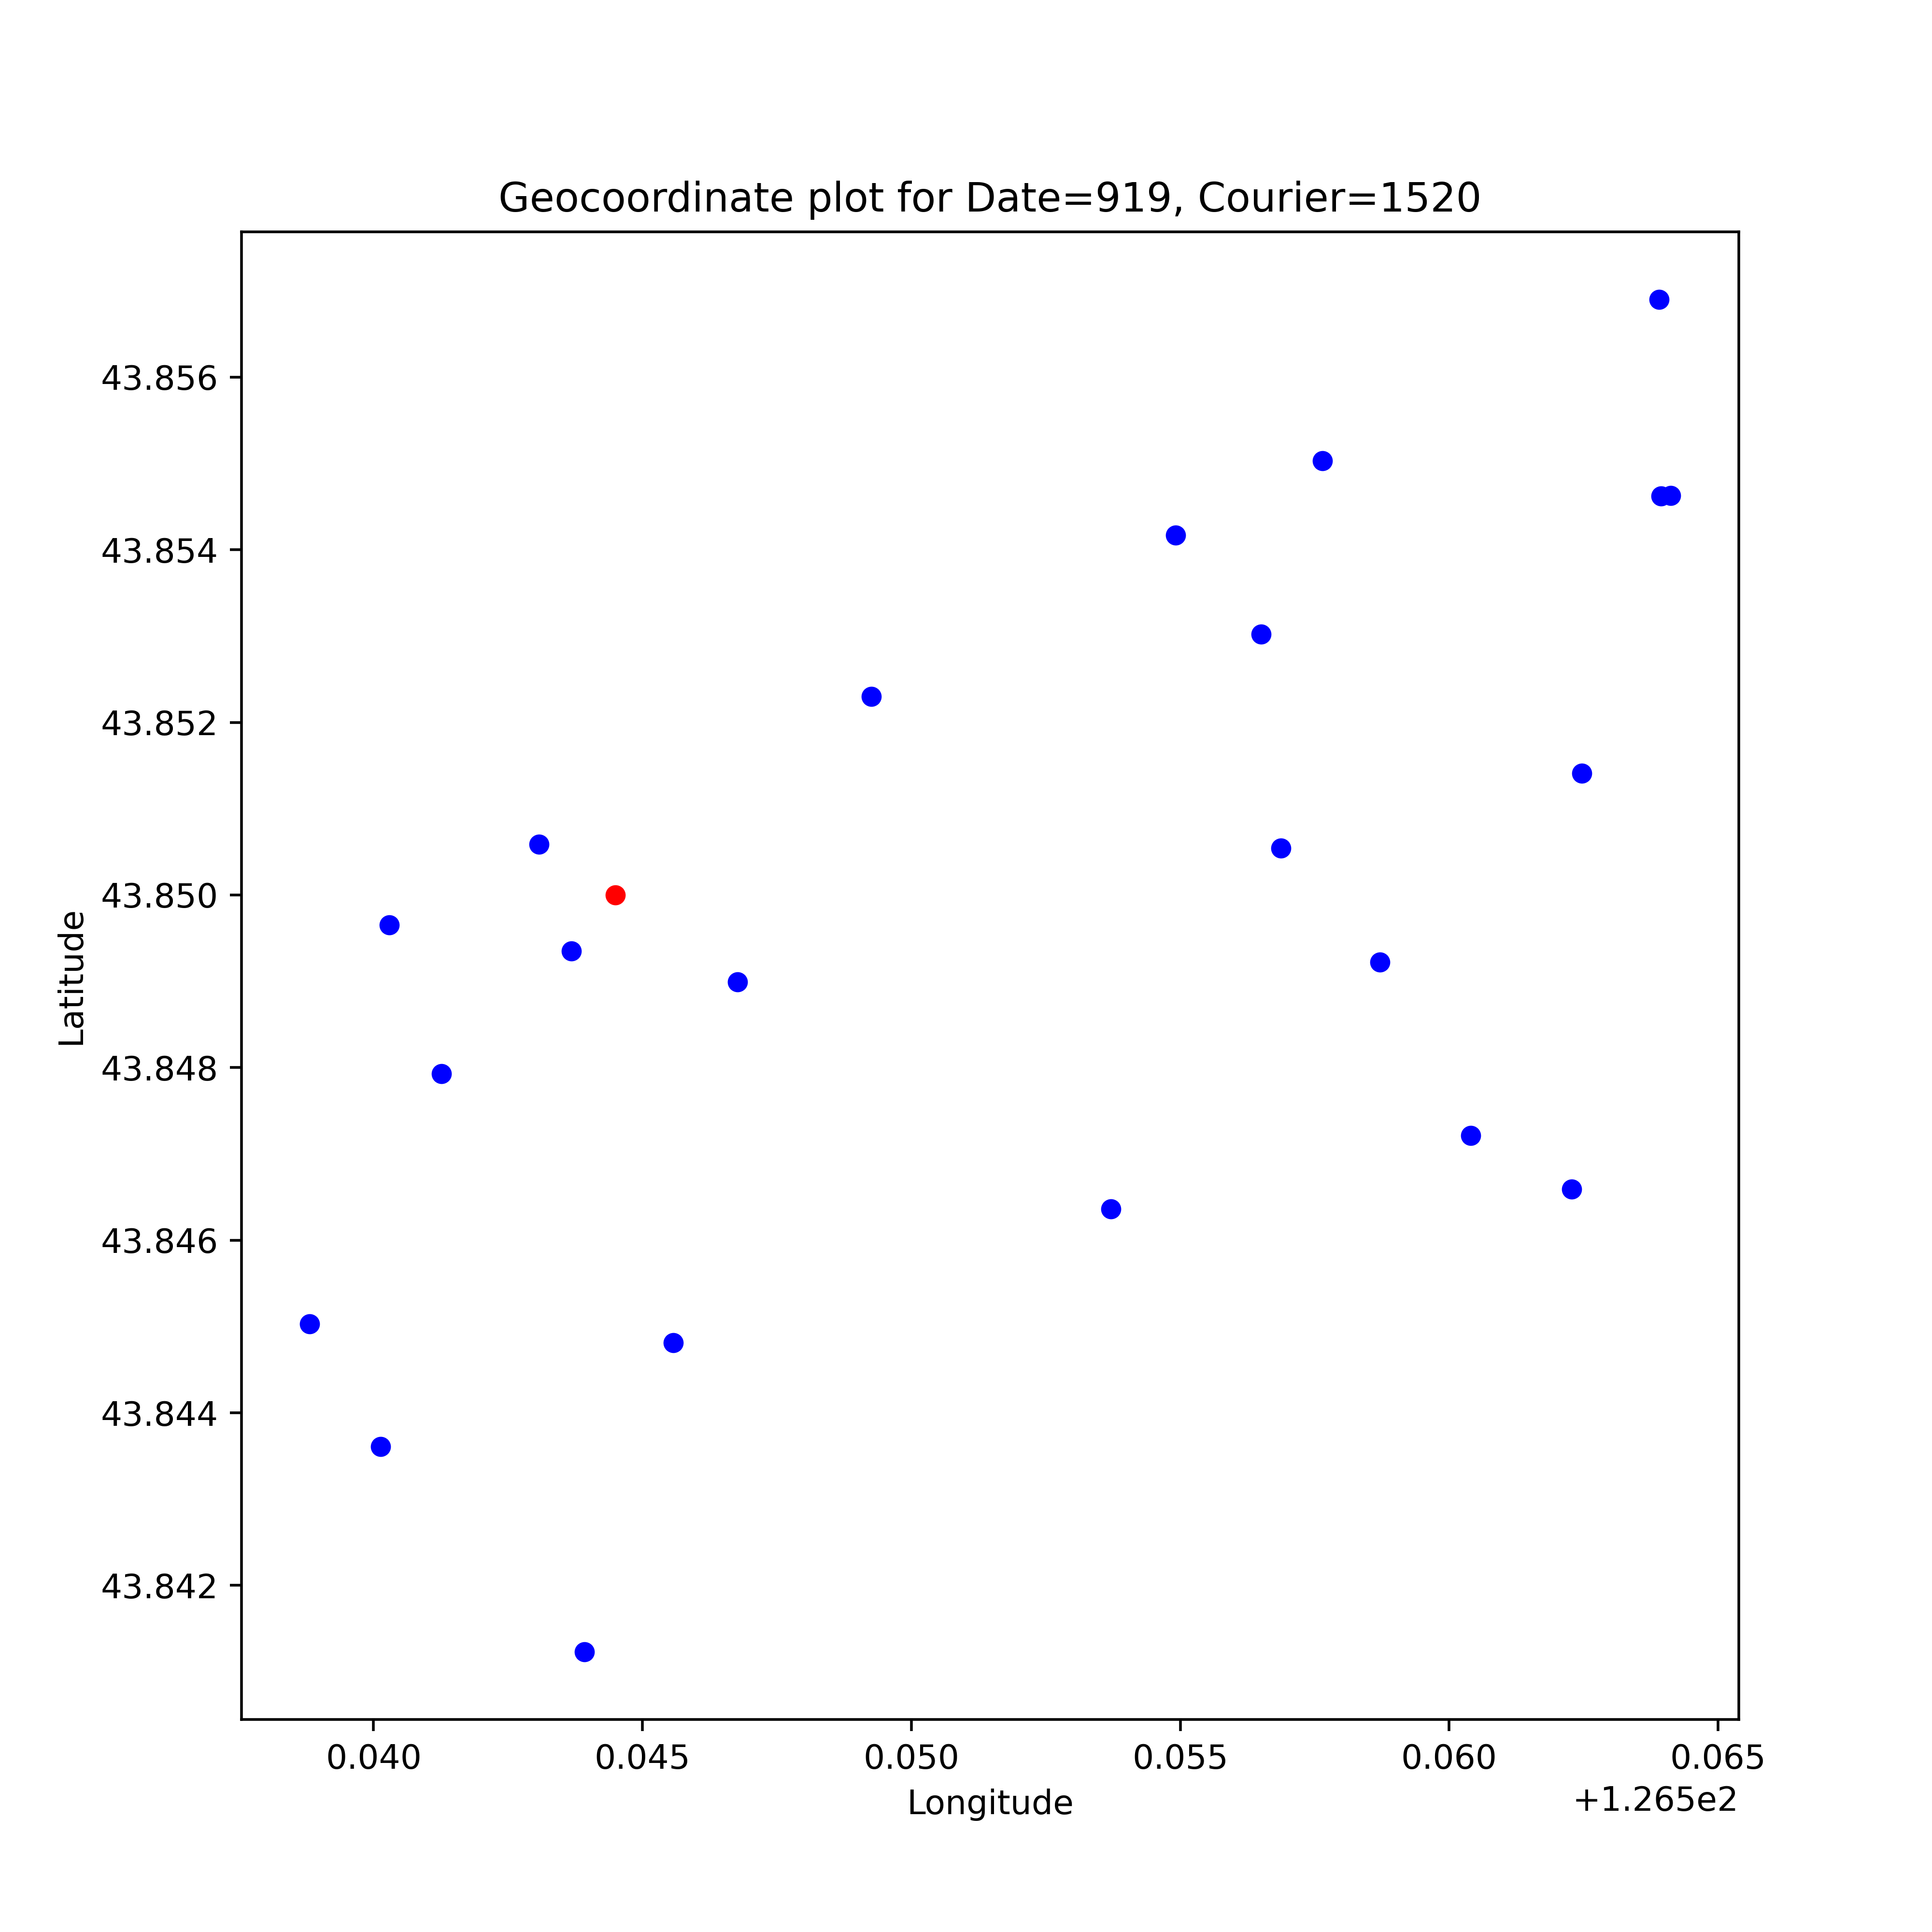 Geocoordinate plot for Date=919, Courier=1520
43.856
43.854
43.852
43.850
43.848
43.846
43.844
43.842
Latitude
0.040 0.045 0.050 0.055 0.060 0.065
+1.265e2
Longitude